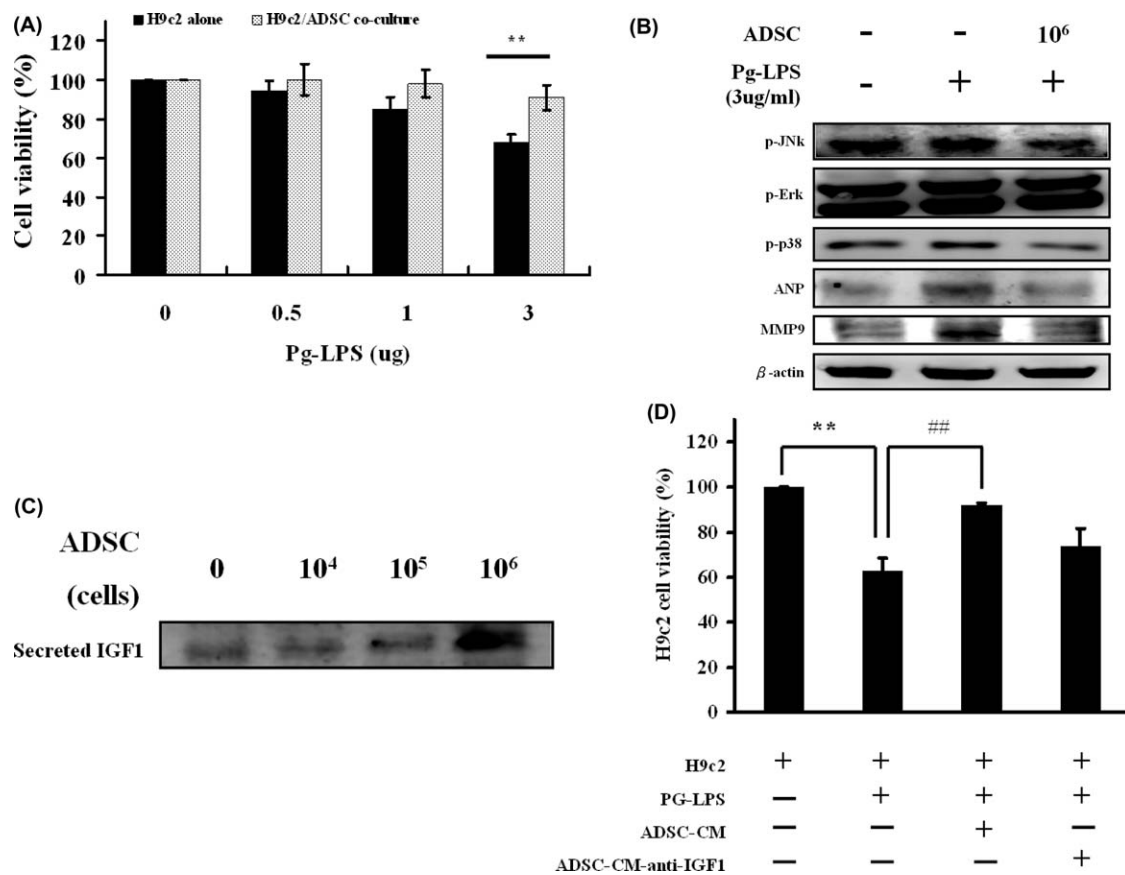 (A)
H9c2 alone
H9c2/ADSC co-culture
**
Cell viability (%)
120
100
80
60
40
20
0
0 0.5 1 3
Pg-LPS (ug)
(B)
ADSC - - 10⁶
Pg-LPS - + +
(3ug/ml)
p-JNk
p-Erk
p-p38
ANP
MMP9
β-actin
(C)
ADSC
(cells)
0 10⁴ 10⁵ 10⁶
Secreted IGF1
(D)
** ##
H9c2 cell viability (%)
120
100
80
60
40
20
0
H9c2 + + + +
PG-LPS — + + +
ADSC-CM — — + —
ADSC-CM-anti-IGF1 — — — +